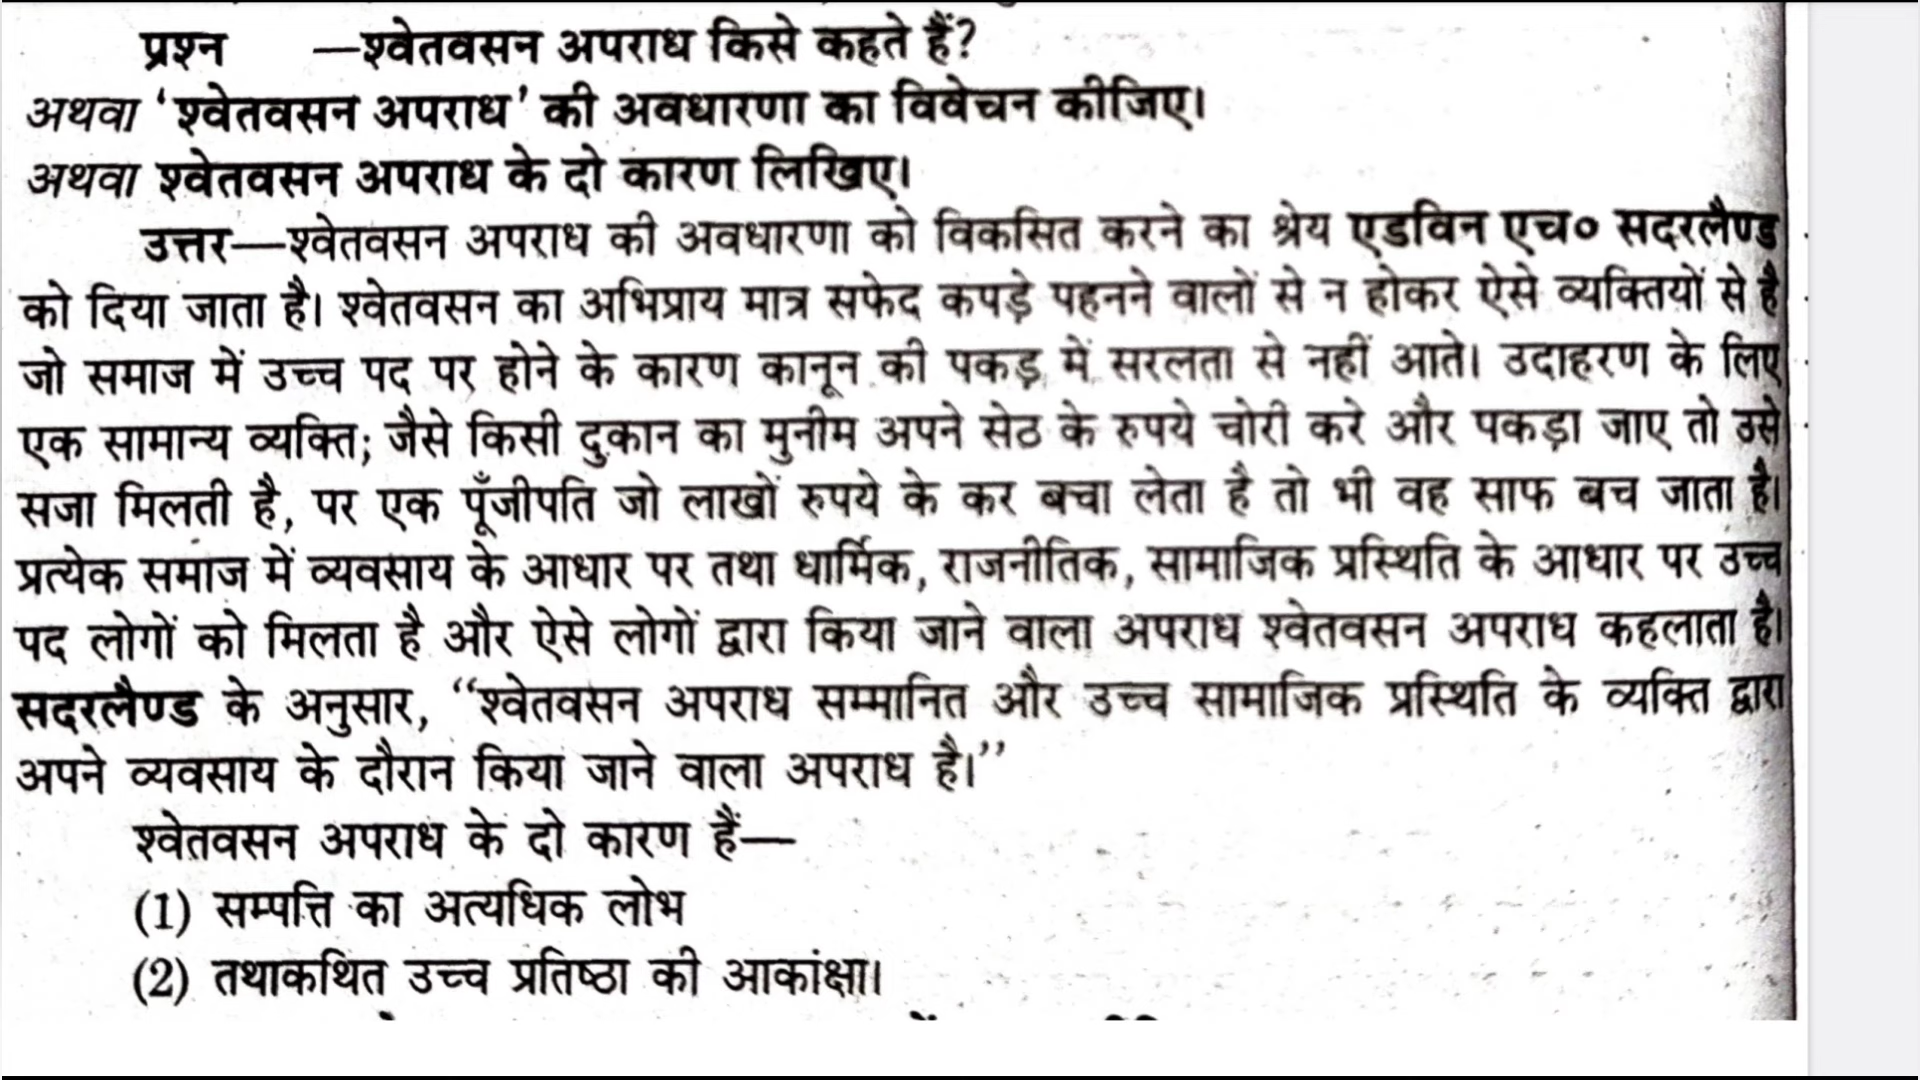 प्रश्न —श्वेतवसन अपराध किसे कहते हैं?
अथवा ‘श्वेतवसन अपराध’ की अवधारणा का विवेचन कीजिए।
अथवा श्वेतवसन अपराध के दो कारण लिखिए।
उत्तर—श्वेतवसन अपराध की अवधारणा को विकसित करने का श्रेय एडविन एच० सदरलैण्ड
को दिया जाता है। श्वेतवसन का अभिप्राय मात्र सफेद कपड़े पहनने वालों से न होकर ऐसे व्यक्तियों से है
जो समाज में उच्च पद पर होने के कारण कानून की पकड़ में सरलता से नहीं आते। उदाहरण के लिए
एक सामान्य व्यक्ति; जैसे किसी दुकान का मुनीम अपने सेठ के रुपये चोरी करे और पकड़ा जाए तो उसे
सजा मिलती है, पर एक पूँजीपति जो लाखों रुपये के कर बचा लेता है तो भी वह साफ बच जाता है।
प्रत्येक समाज में व्यवसाय के आधार पर तथा धार्मिक, राजनीतिक, सामाजिक प्रस्थिति के आधार पर उच्च
पद लोगों को मिलता है और ऐसे लोगों द्वारा किया जाने वाला अपराध श्वेतवसन अपराध कहलाता है।
सदरलैण्ड के अनुसार, “श्वेतवसन अपराध सम्मानित और उच्च सामाजिक प्रस्थिति के व्यक्ति द्वारा
अपने व्यवसाय के दौरान किया जाने वाला अपराध है।”
श्वेतवसन अपराध के दो कारण हैं—
(1) सम्पत्ति का अत्यधिक लोभ
(2) तथाकथित उच्च प्रतिष्ठा की आकांक्षा।